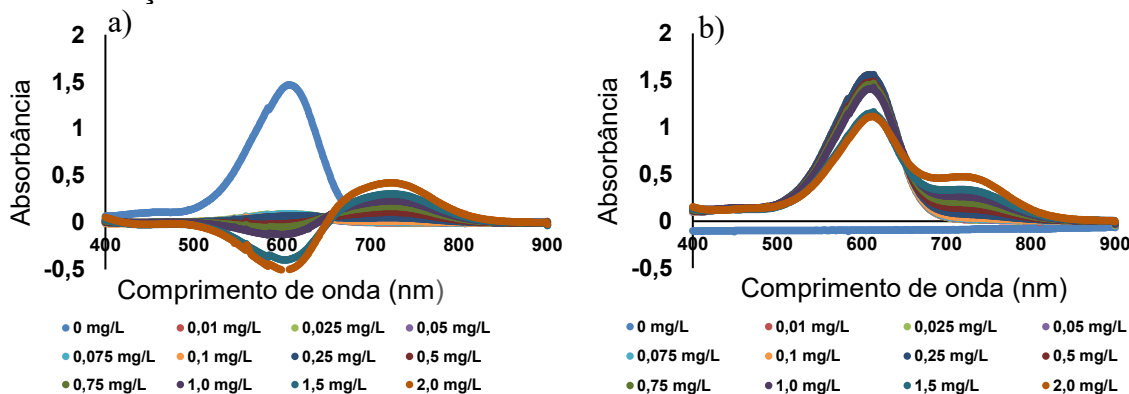 a)
2
1,5
1
0,5
0
-0,5
400 500 600 700 800 900
Absorbância
Comprimento de onda (nm)
0 mg/L 0,01 mg/L 0,025 mg/L 0,05 mg/L
0,075 mg/L 0,1 mg/L 0,25 mg/L 0,5 mg/L
0,75 mg/L 1,0 mg/L 1,5 mg/L 2,0 mg/L
b)
2
1,5
1
0,5
0
-0,5
400 500 600 700 800 900
Absorbância
Comprimento de onda (nm)
0 mg/L 0,01 mg/L 0,025 mg/L 0,05 mg/L
0,075 mg/L 0,1 mg/L 0,25 mg/L 0,5 mg/L
0,75 mg/L 1,0 mg/L 1,5 mg/L 2,0 mg/L